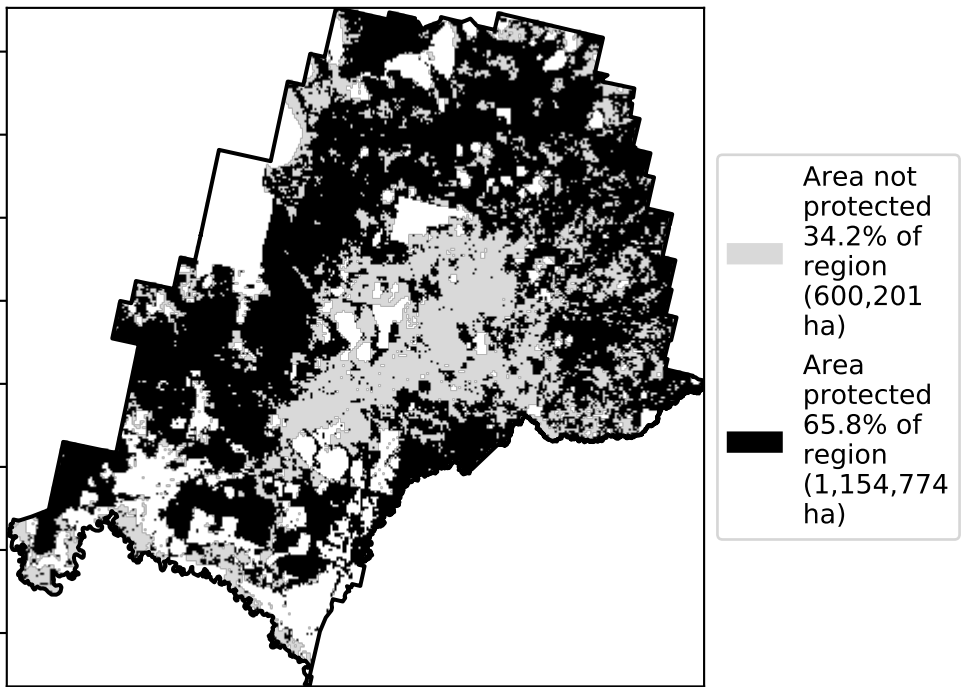 Area not
protected
34.2% of
region
(600,201
ha)
Area
protected
65.8% of
region
(1,154,774
ha)